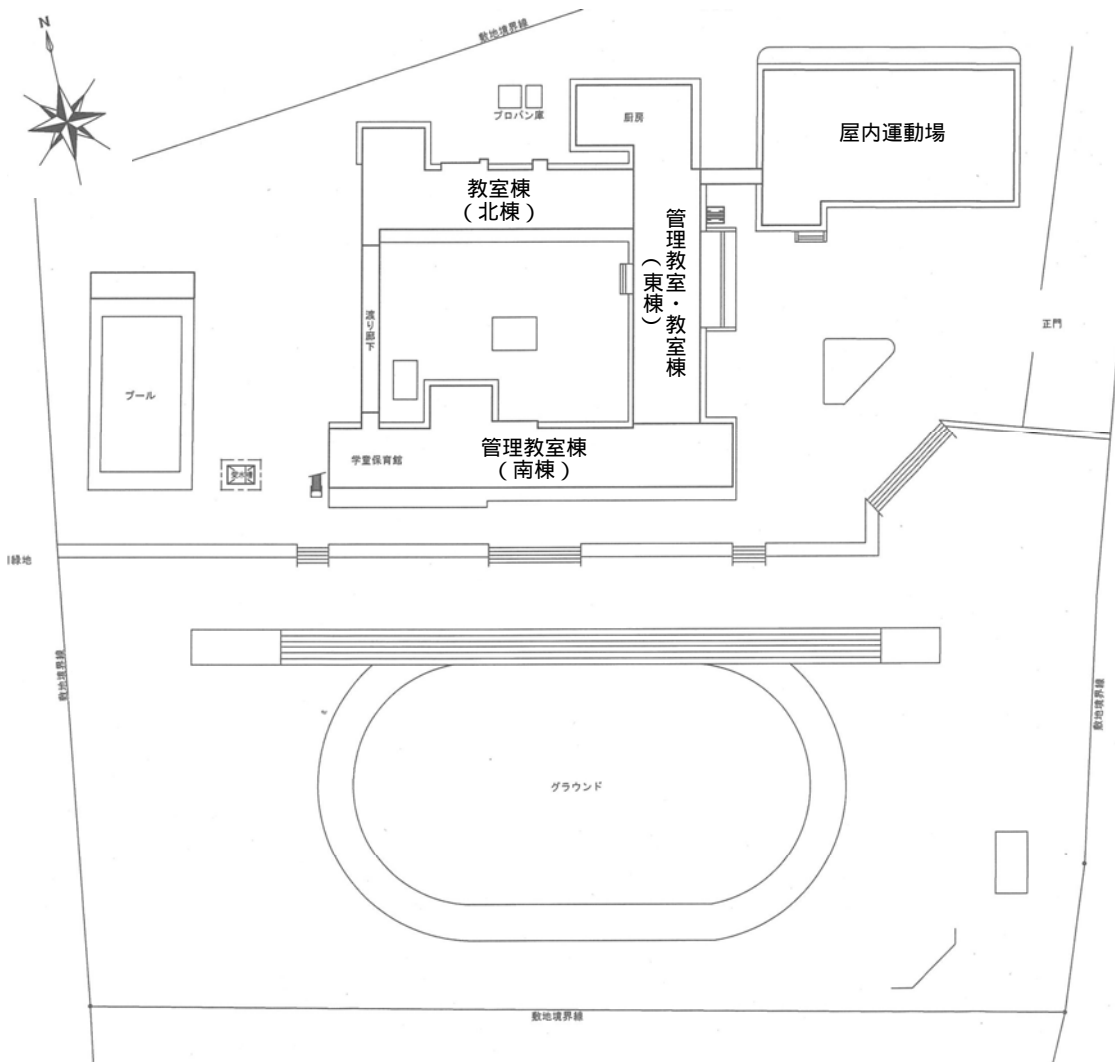 N
敷地境界線
プロパン庫
厨房
屋内運動場
教室棟
(北棟)
管理教室・教室棟
(東棟)
渡り廊下
正門
プール
学童保育館
管理教室棟
(南棟)
受水槽
緑地
敷地境界線
敷地境界線
グラウンド
敷地境界線